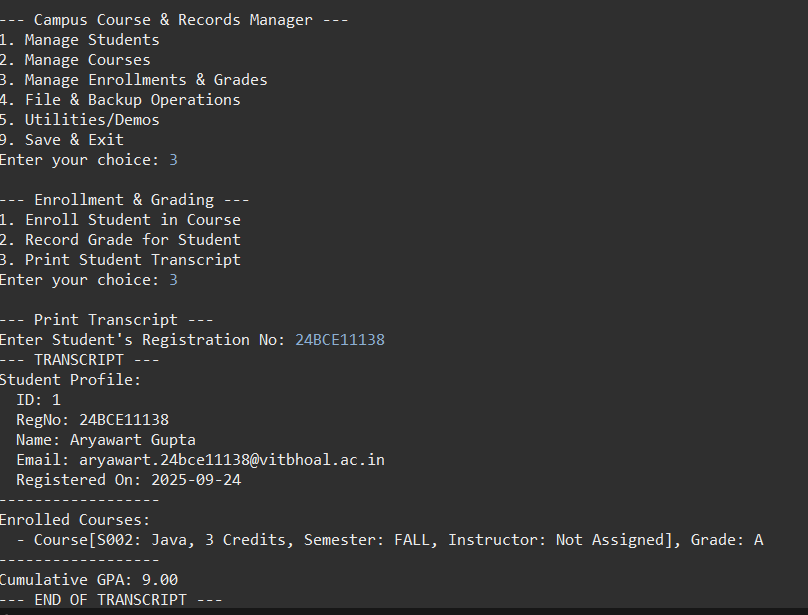 --- Campus Course & Records Manager ---
1. Manage Students
2. Manage Courses
3. Manage Enrollments & Grades
4. File & Backup Operations
5. Utilities/Demos
9. Save & Exit
Enter your choice: 3
--- Enrollment & Grading ---
1. Enroll Student in Course
2. Record Grade for Student
3. Print Student Transcript
Enter your choice: 3
--- Print Transcript ---
Enter Student's Registration No: 24BCE11138
--- TRANSCRIPT ---
Student Profile:
  ID: 1
  RegNo: 24BCE11138
  Name: Aryawart Gupta
  Email: aryawart.24bce11138@vitbhoal.ac.in
  Registered On: 2025-09-24
------------------
Enrolled Courses:
  - Course[S002: Java, 3 Credits, Semester: FALL, Instructor: Not Assigned], Grade: A
------------------
Cumulative GPA: 9.00
--- END OF TRANSCRIPT ---